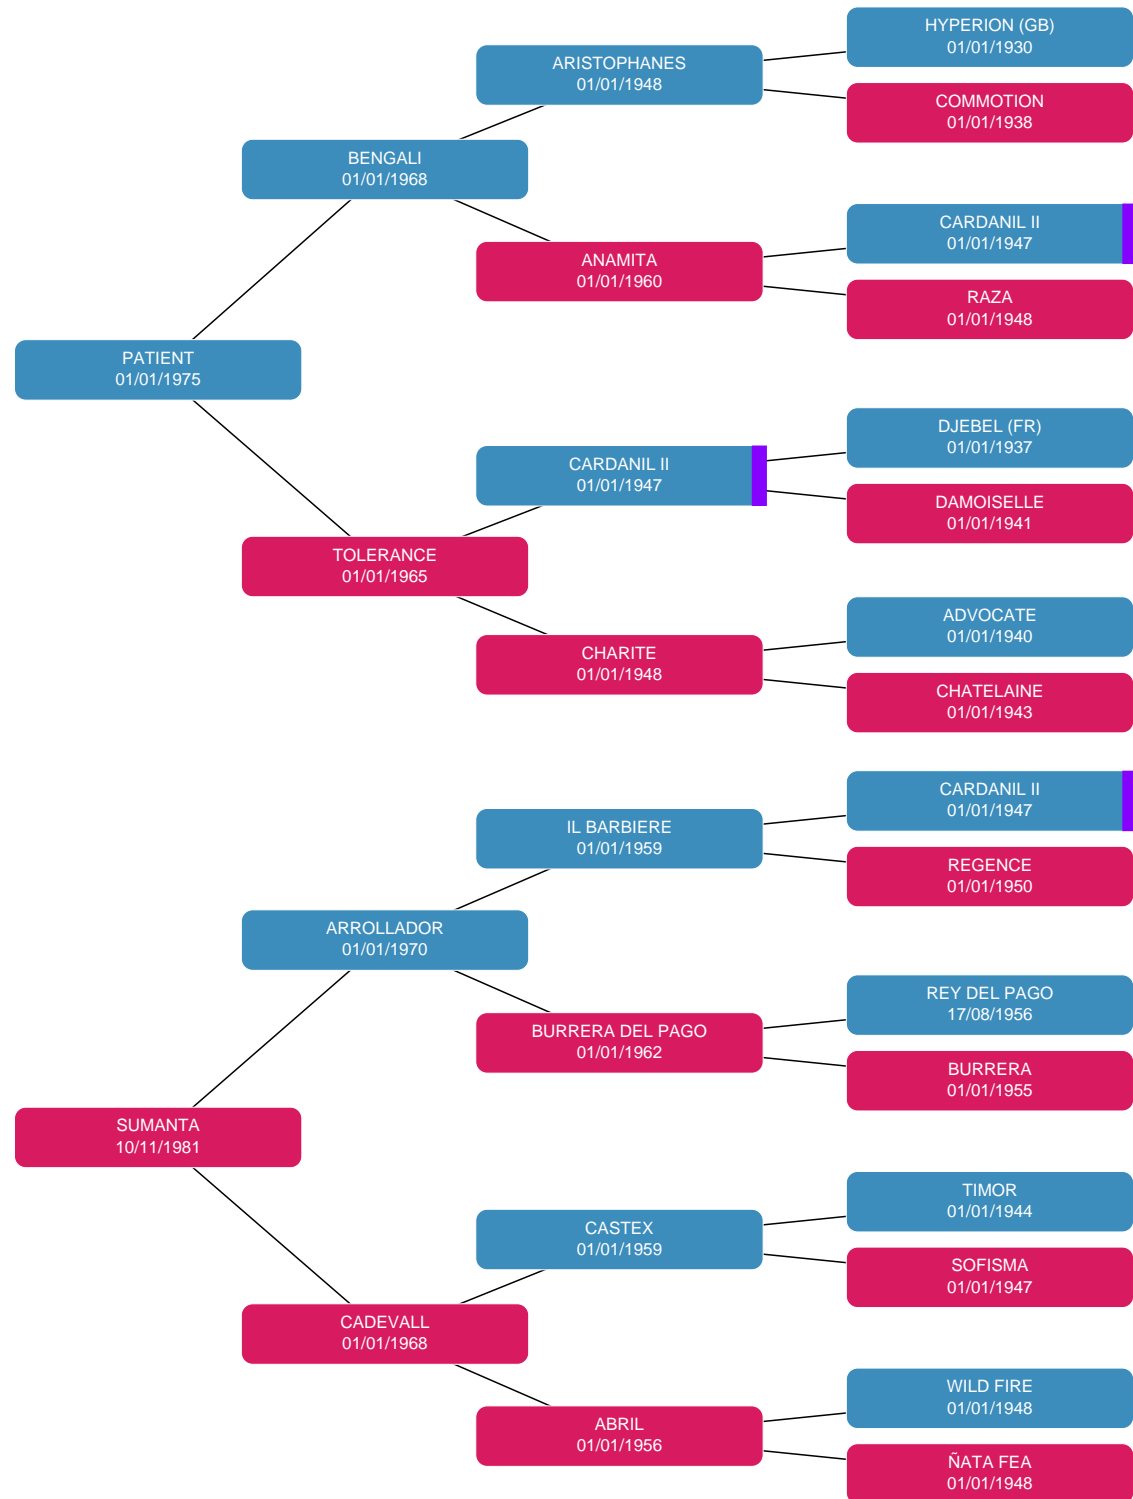 HYPERION (GB)
01/01/1930
ARISTOPHANES
01/01/1948
COMMOTION
01/01/1938
BENGALI
01/01/1968
CARDANIL II
01/01/1947
ANAMITA
01/01/1960
RAZA
01/01/1948
PATIENT
01/01/1975
DJEBEL (FR)
01/01/1937
CARDANIL II
01/01/1947
DAMOISELLE
01/01/1941
TOLERANCE
01/01/1965
ADVOCATE
01/01/1940
CHARITE
01/01/1948
CHATELAINE
01/01/1943
CARDANIL II
01/01/1947
IL BARBIERE
01/01/1959
REGENCE
01/01/1950
ARROLLADOR
01/01/1970
REY DEL PAGO
17/08/1956
BURRERA DEL PAGO
01/01/1962
BURRERA
01/01/1955
SUMANTA
10/11/1981
TIMOR
01/01/1944
CASTEX
01/01/1959
SOFISMA
01/01/1947
CADEVALL
01/01/1968
WILD FIRE
01/01/1948
ABRIL
01/01/1956
ÑATA FEA
01/01/1948